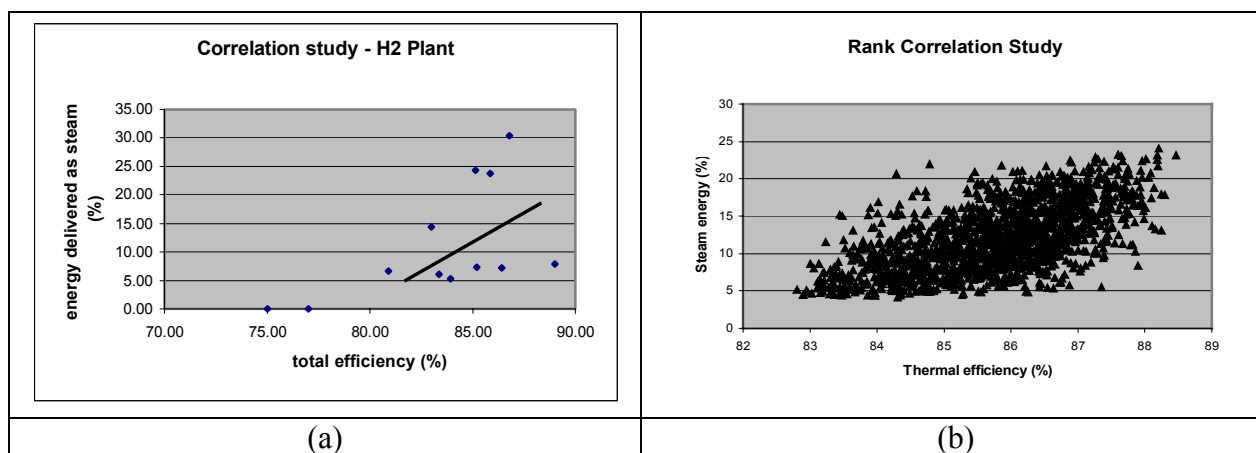 Correlation study - H2 Plant
35.00
30.00
25.00
20.00
15.00
10.00
5.00
0.00
70.00 75.00 80.00 85.00 90.00
energy delivered as steam
(%)
total efficiency (%)
(a)
Rank Correlation Study
30
25
20
15
10
5
0
82 83 84 85 86 87 88 89
Steam energy (%)
Thermal efficiency (%)
(b)